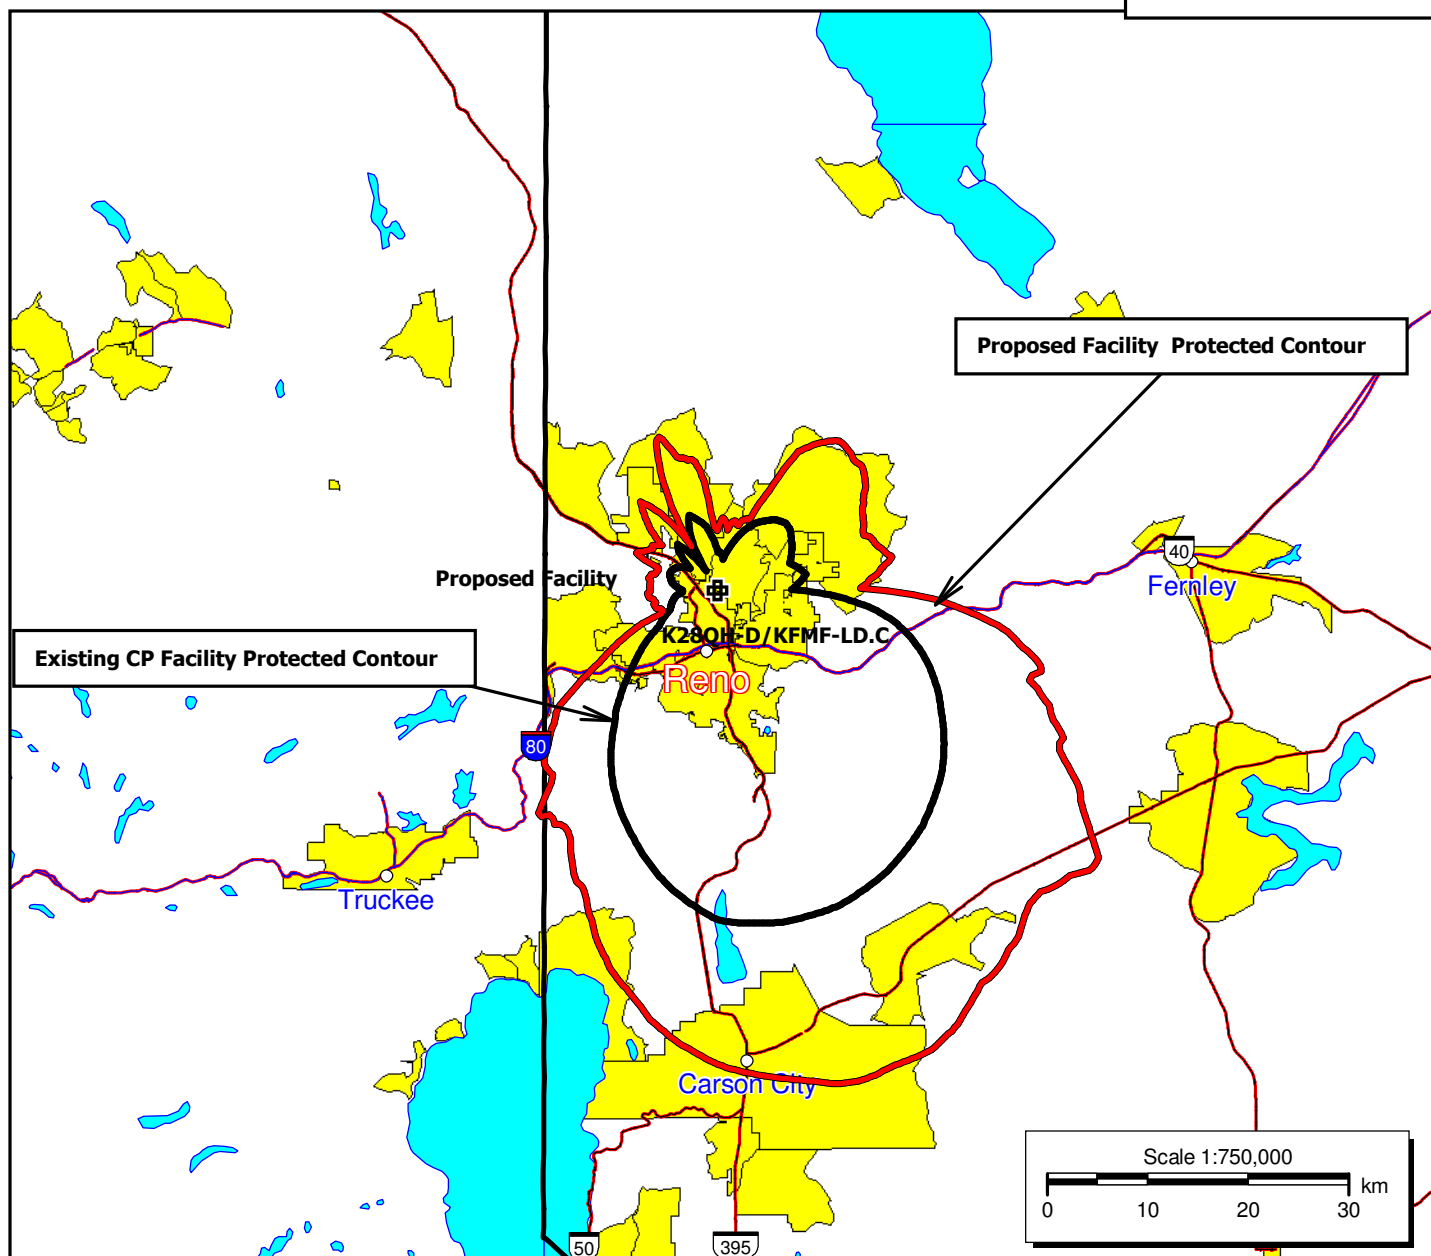 Proposed Facility  Protected Contour
40
Fernley
Proposed Facility
K28QH-D/KFMF-LD.C
Existing CP Facility Protected Contour
Reno
80
Truckee
Carson City
Scale 1:750,000
km
0 10 20 30
50
395